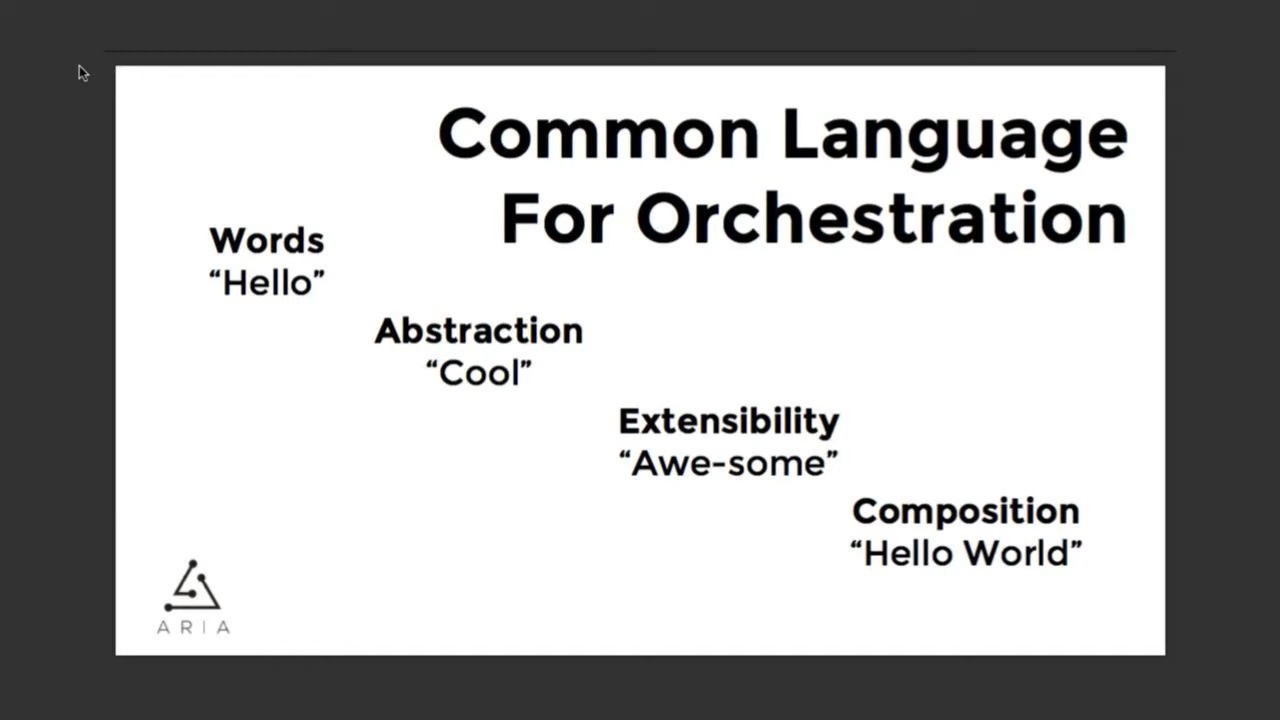 Common Language
For Orchestration
Words
“Hello”
Abstraction
“Cool”
Extensibility
“Awe-some”
Composition
“Hello World”
ARIA